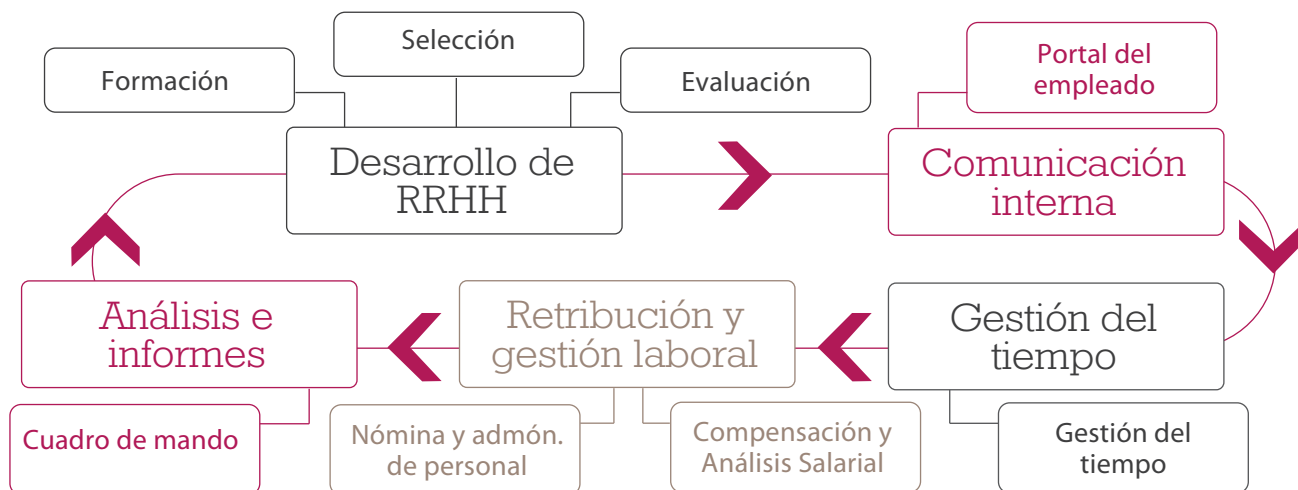 Formación
Selección
Evaluación
Portal del
empleado
Desarrollo de
RRHH
Comunicación
interna
Análisis e
informes
Retribución y
gestión laboral
Gestión del
tiempo
Cuadro de mando
Nómina y admón.
de personal
Compensación y
Análisis Salarial
Gestión del
tiempo